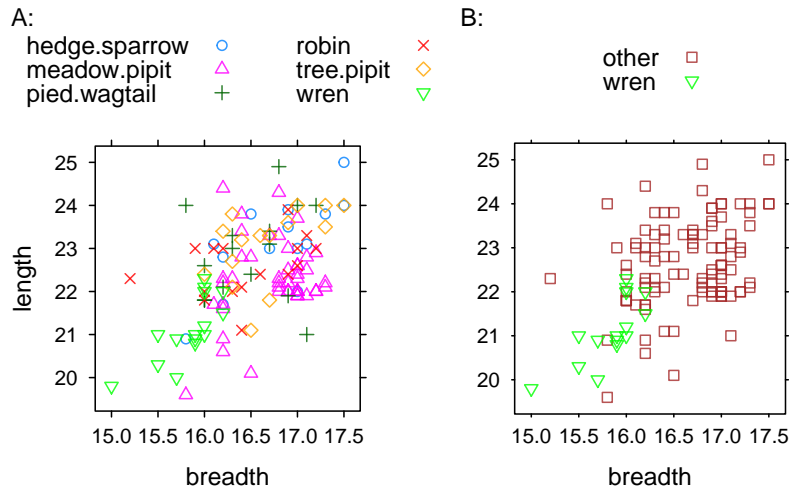 A:
hedge.sparrow robin
meadow.pipit tree.pipit
pied.wagtail wren
25
24
23
22
21
20
length
15.0 15.5 16.0 16.5 17.0 17.5
breadth
B:
other
wren
25
24
23
22
21
20
15.0 15.5 16.0 16.5 17.0 17.5
breadth